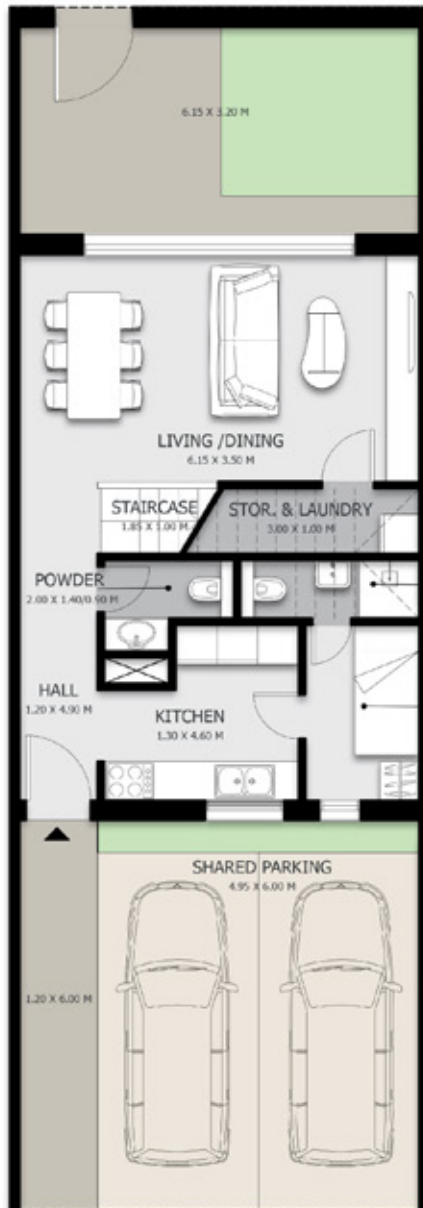 6.15 X 3.20 M
LIVING /DINING
6.15 X 3.50 M
STAIRCASE
1.85 X 1.00 M
STOR. & LAUNDRY
3.00 X 1.00 M
POWDER
2.00 X 1.40/0.90 M
HALL
1.20 X 4.90 M
KITCHEN
1.30 X 4.60 M
SHARED PARKING
4.95 X 6.00 M
1.20 X 6.00 M